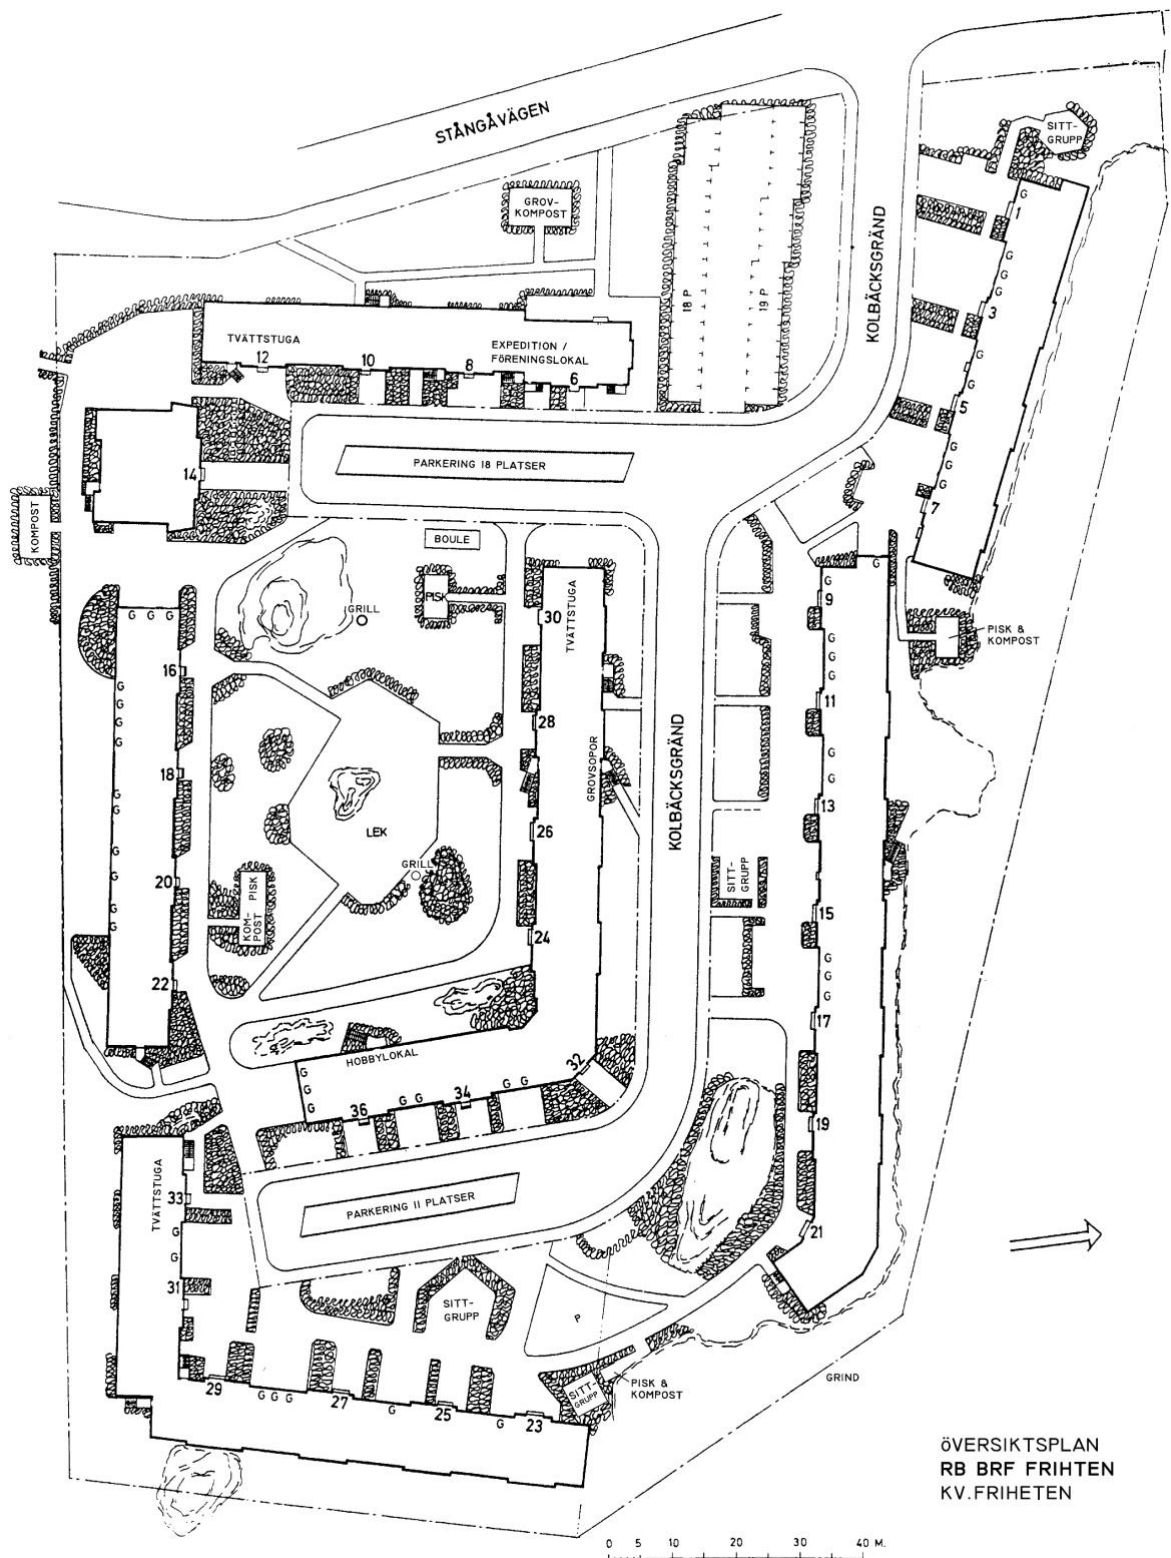 STÅNGÅVÄGEN
SITT-
GRUPP
GROV-
KOMPOST
G
1
G
G
G
3
G
G
5
G
G
G
7
KOLBÄCKSGRÄND
18 P
19 P
TVÄTTSTUGA
EXPEDITION /
FÖRENINGSLOKAL
12
10
8
6
PARKERING 18 PLATSER
14
KOMPOST
BOULE
PISK
GRILL
G G G
16
G
G
G
G
18
G
G
G
20
G
G
G
22
30
TVÄTTSTUGA
28
GROVSOPOR
26
24
LEK
GRILL
PISK
KOM-
POST
KOLBÄCKSGRÄND
G
G
9
G
G
G
11
G
G
13
15
G
G
G
17
19
21
PISK &
KOMPOST
SITT-
GRUPP
HOBBYLOKAL
G
G
G
36
G G
34
G G
32
PARKERING 11 PLATSER
TVÄTTSTUGA
33
G
G
31
29
G G G
27
G
25
G
23
SITT-
GRUPP
P
SITT-
GRUPP
PISK &
KOMPOST
GRIND
ÖVERSIKTSPLAN
RB BRF FRIHTEN
KV.FRIHETEN
0 5 10 20 30 40 M.